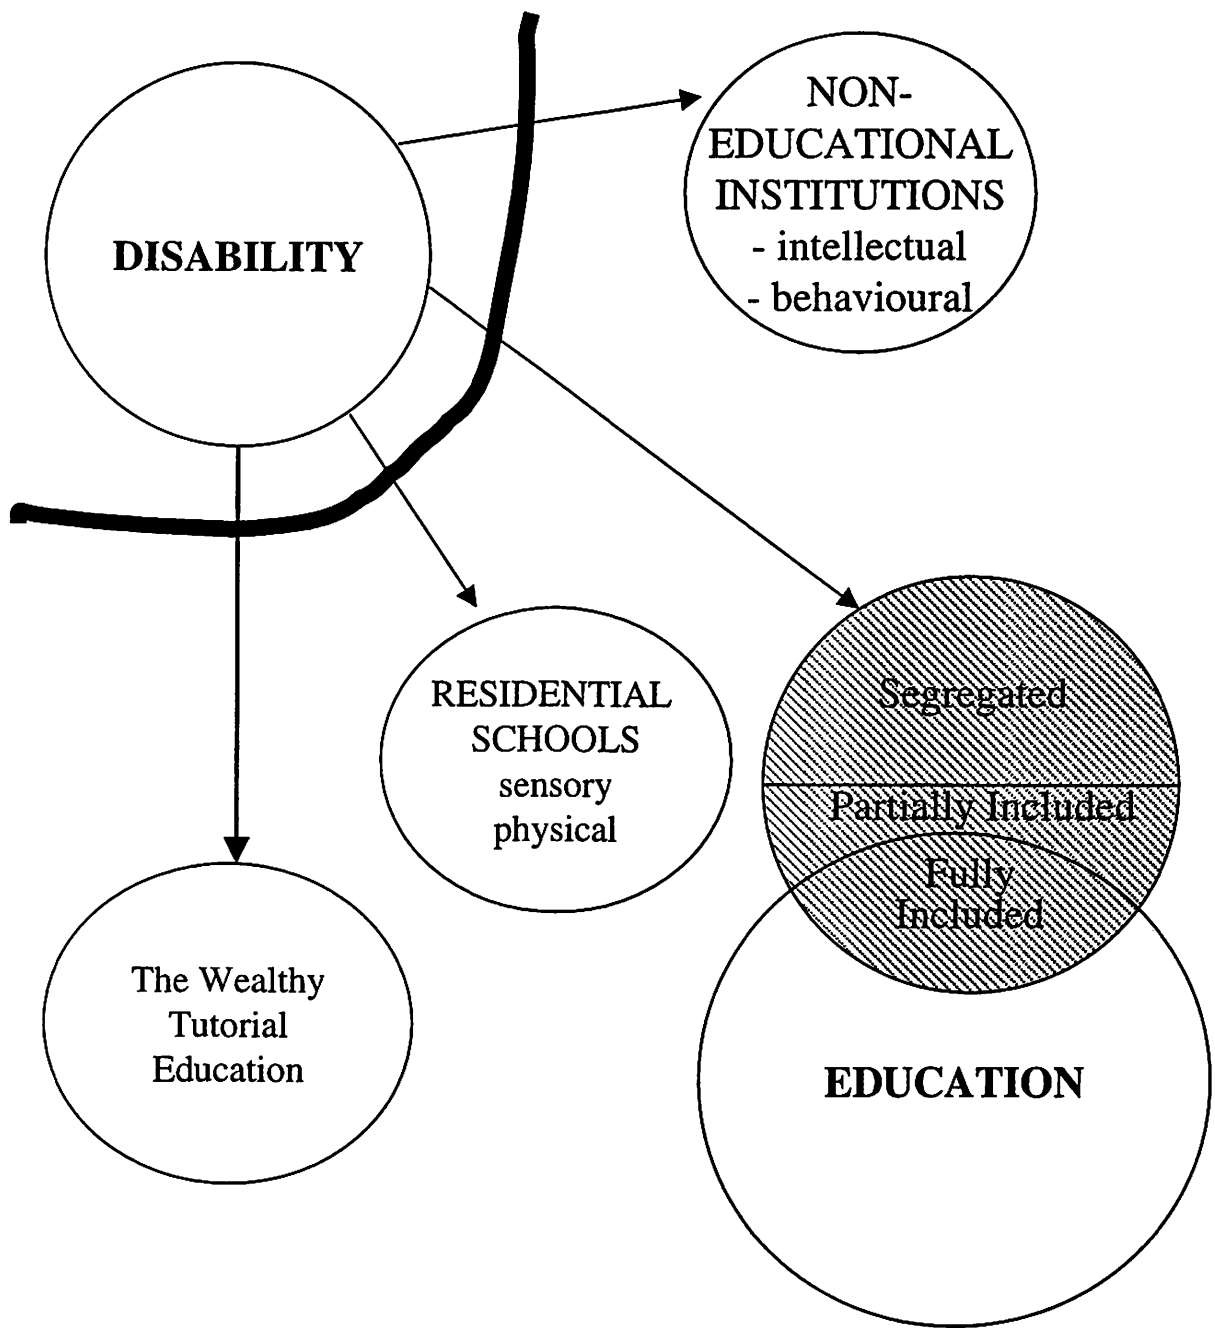 NON-
EDUCATIONAL
INSTITUTIONS
- intellectual
- behavioural
DISABILITY
RESIDENTIAL
SCHOOLS
sensory
physical
Segregated
Partially Included
Fully
Included
The Wealthy
Tutorial
Education
EDUCATION